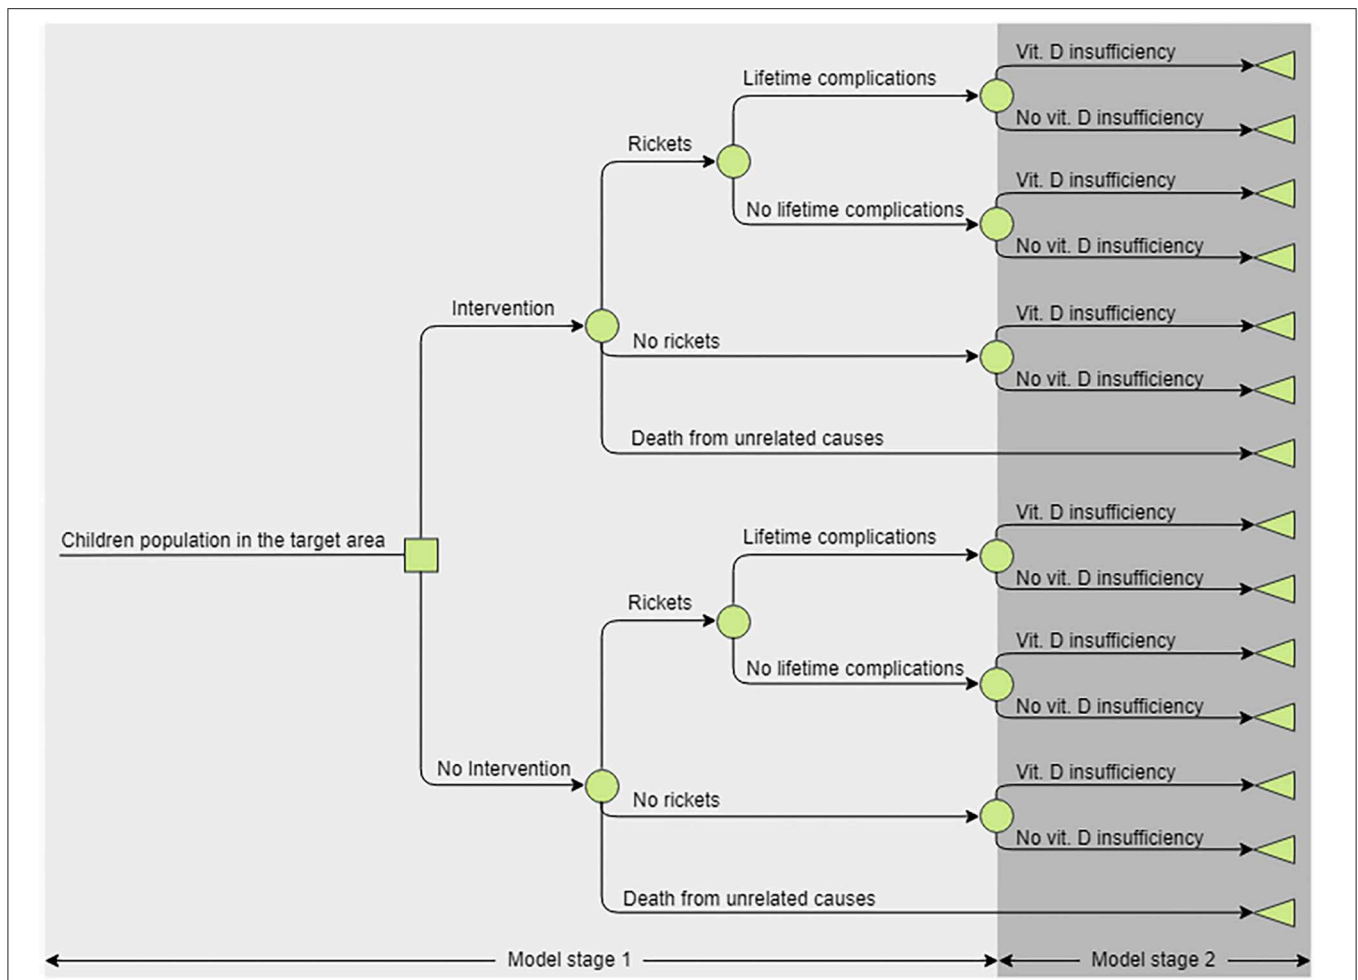 Vit. D insufficiency
Lifetime complications
No vit. D insufficiency
Rickets
Vit. D insufficiency
No lifetime complications
No vit. D insufficiency
Intervention
Vit. D insufficiency
No rickets
No vit. D insufficiency
Death from unrelated causes
Vit. D insufficiency
Children population in the target area
Lifetime complications
No vit. D insufficiency
Rickets
Vit. D insufficiency
No lifetime complications
No vit. D insufficiency
No Intervention
Vit. D insufficiency
No rickets
No vit. D insufficiency
Death from unrelated causes
Model stage 1
Model stage 2